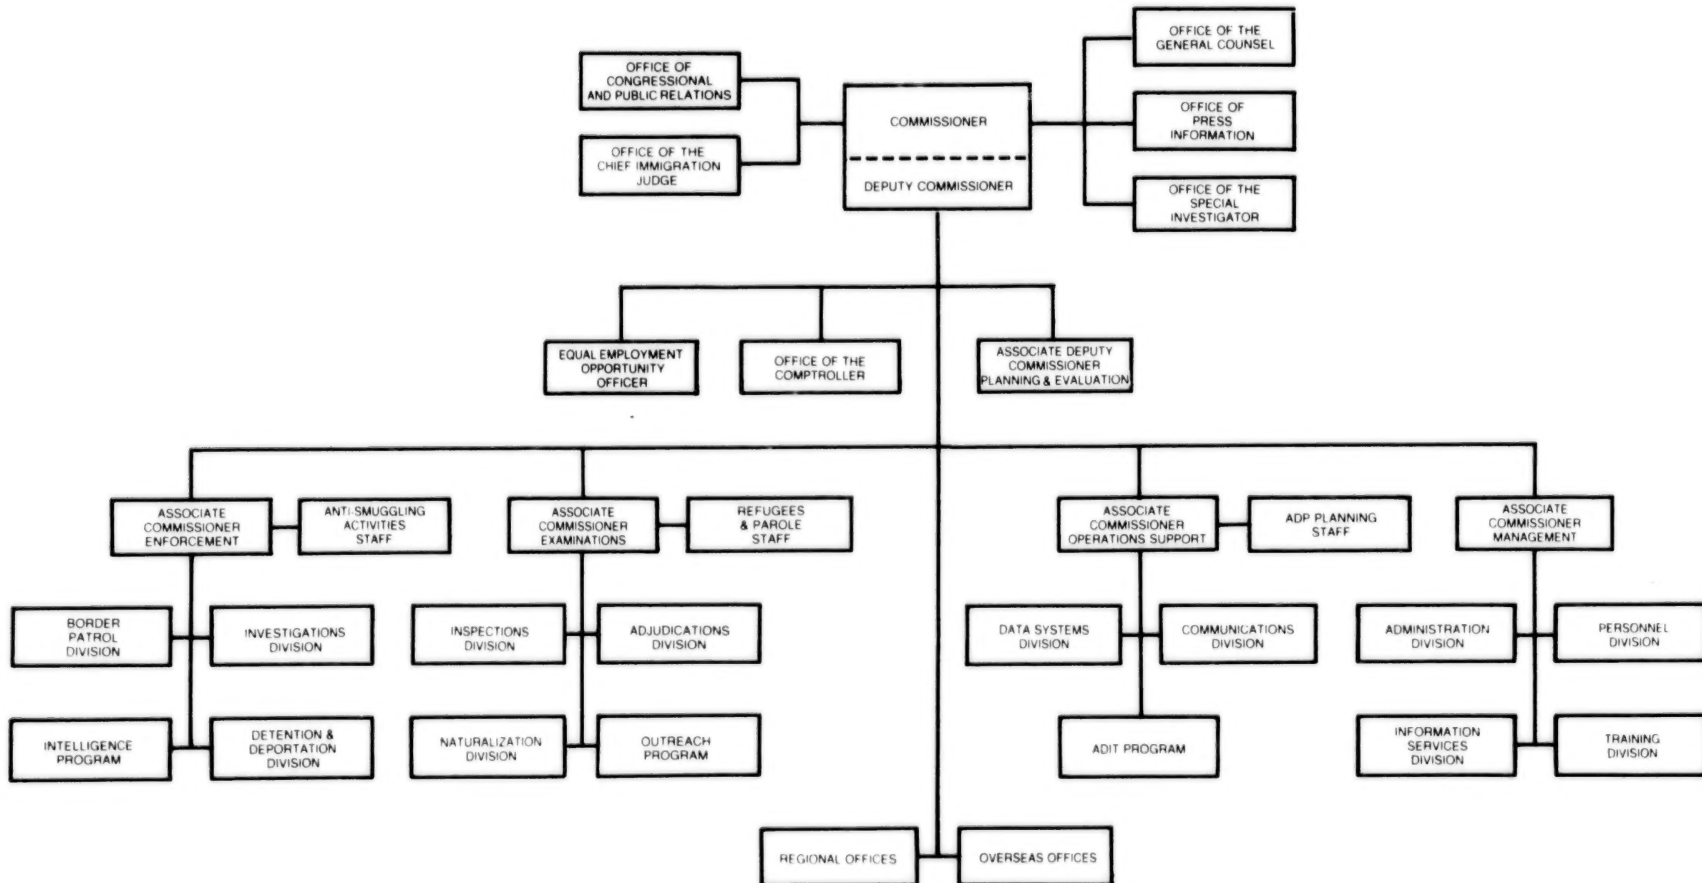 OFFICE OF
CONGRESSIONAL
AND PUBLIC RELATIONS
OFFICE OF THE
CHIEF IMMIGRATION
JUDGE
COMMISSIONER
DEPUTY COMMISSIONER
OFFICE OF THE
GENERAL COUNSEL
OFFICE OF
PRESS
INFORMATION
OFFICE OF THE
SPECIAL
INVESTIGATOR
EQUAL EMPLOYMENT
OPPORTUNITY
OFFICER
OFFICE OF THE
COMPTROLLER
ASSOCIATE DEPUTY
COMMISSIONER
PLANNING & EVALUATION
ASSOCIATE
COMMISSIONER
ENFORCEMENT
ANTI-SMUGGLING
ACTIVITIES
STAFF
ASSOCIATE
COMMISSIONER
EXAMINATIONS
REFUGEES
& PAROLE
STAFF
ASSOCIATE
COMMISSIONER
OPERATIONS SUPPORT
ADP PLANNING
STAFF
ASSOCIATE
COMMISSIONER
MANAGEMENT
BORDER
PATROL
DIVISION
INVESTIGATIONS
DIVISION
INSPECTIONS
DIVISION
ADJUDICATIONS
DIVISION
DATA SYSTEMS
DIVISION
COMMUNICATIONS
DIVISION
ADMINISTRATION
DIVISION
PERSONNEL
DIVISION
INTELLIGENCE
PROGRAM
DETENTION &
DEPORTATION
DIVISION
NATURALIZATION
DIVISION
OUTREACH
PROGRAM
ADIT PROGRAM
INFORMATION
SERVICES
DIVISION
TRAINING
DIVISION
REGIONAL OFFICES
OVERSEAS OFFICES